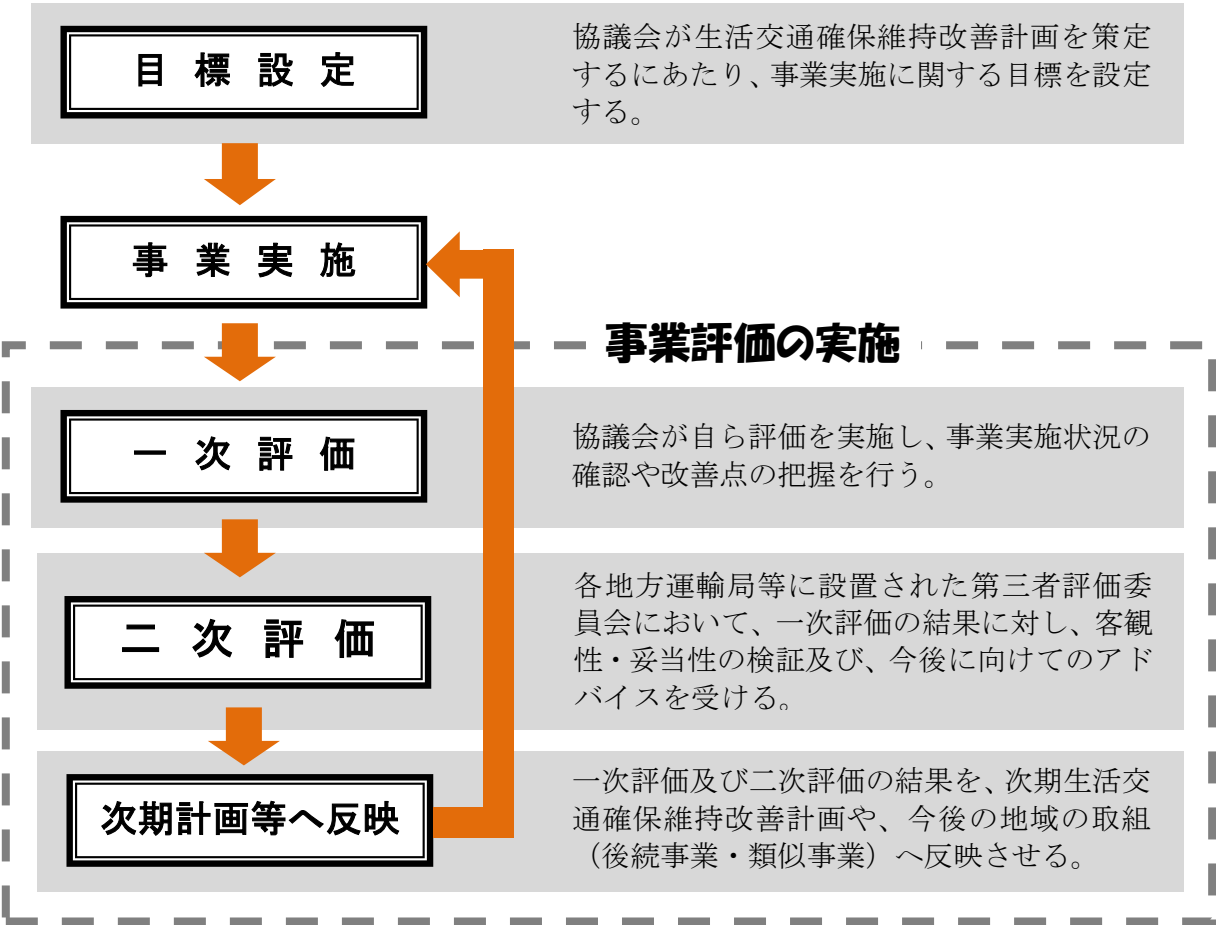 目標設定
協議会が生活交通確保維持改善計画を策定
するにあたり、事業実施に関する目標を設定
する。
事業実施
事業評価の実施
一次評価
協議会が自ら評価を実施し、事業実施状況の
確認や改善点の把握を行う。
二次評価
各地方運輸局等に設置された第三者評価委
員会において、一次評価の結果に対し、客観
性・妥当性の検証及び、今後に向けてのアド
バイスを受ける。
次期計画等へ反映
一次評価及び二次評価の結果を、次期生活交
通確保維持改善計画や、今後の地域の取組
（後続事業・類似事業）へ反映させる。